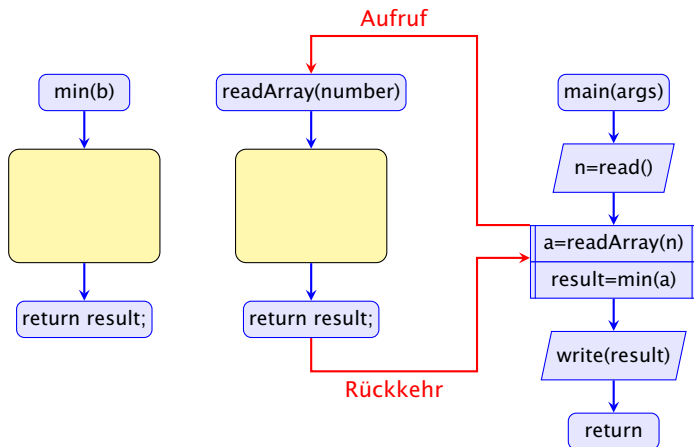 Aufruf
min(b)
readArray(number)
main(args)
n=read()
a=readArray(n)
result=min(a)
return result;
return result;
write(result)
Rückkehr
return